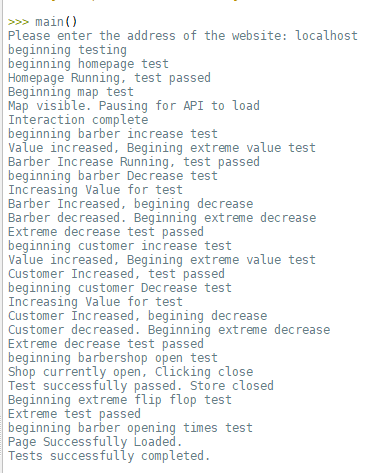 >>> main()
Please enter the address of the website: localhost
beginning testing
beginning homepage test
Homepage Running, test passed
Beginning map test
Map visible. Pausing for API to load
Interaction complete
beginning barber increase test
Value increased, Begining extreme value test
Barber Increase Running, test passed
beginning barber Decrease test
Increasing Value for test
Barber Increased, begining decrease
Barber decreased. Beginning extreme decrease
Extreme decrease test passed
beginning customer increase test
Value increased, Begining extreme value test
Customer Increased, test passed
beginning customer Decrease test
Increasing Value for test
Customer Increased, begining decrease
Customer decreased. Beginning extreme decrease
Extreme decrease test passed
beginning barbershop open test
Shop currently open, Clicking close
Test successfully passed. Store closed
Beginning extreme flip flop test
Extreme test passed
beginning barber opening times test
Page Successfully Loaded.
Tests successfully completed.